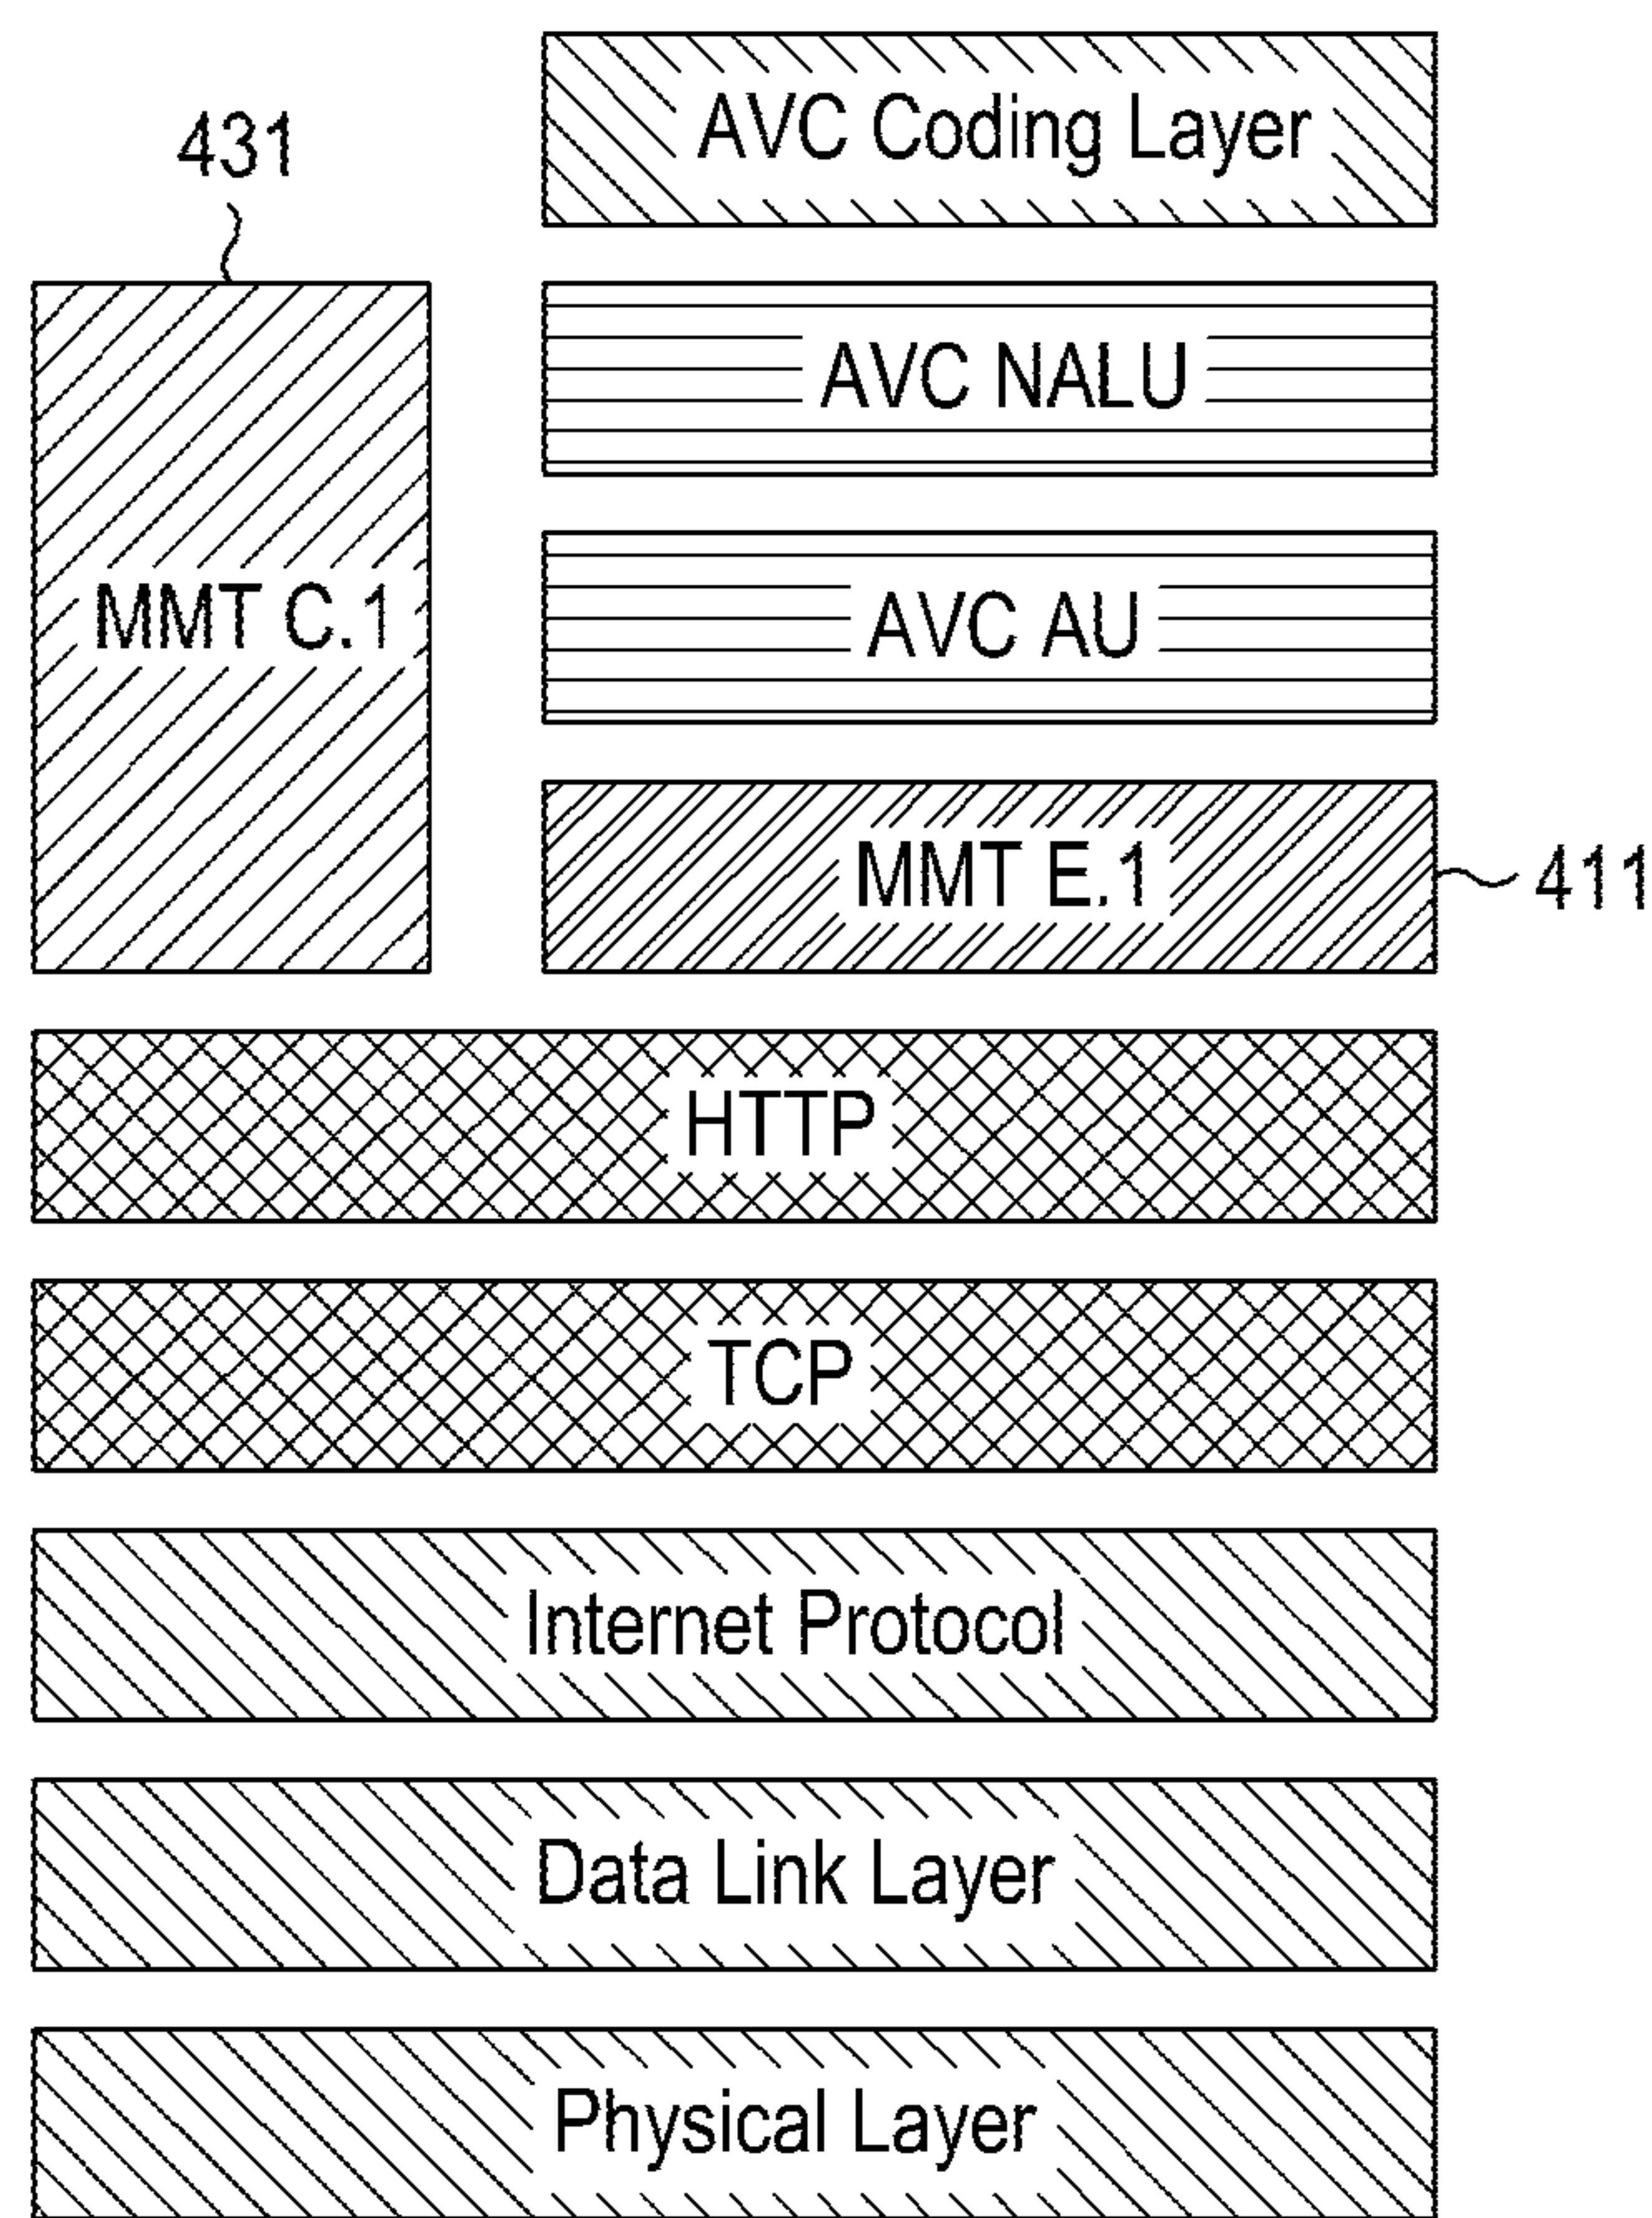 AVC Coding Layer
431
AVC NALU
MMT C.1
AVC AU
MMT E.1
411
HTTP
TCP
Internet Protocol
Data Link Layer
Physical Layer